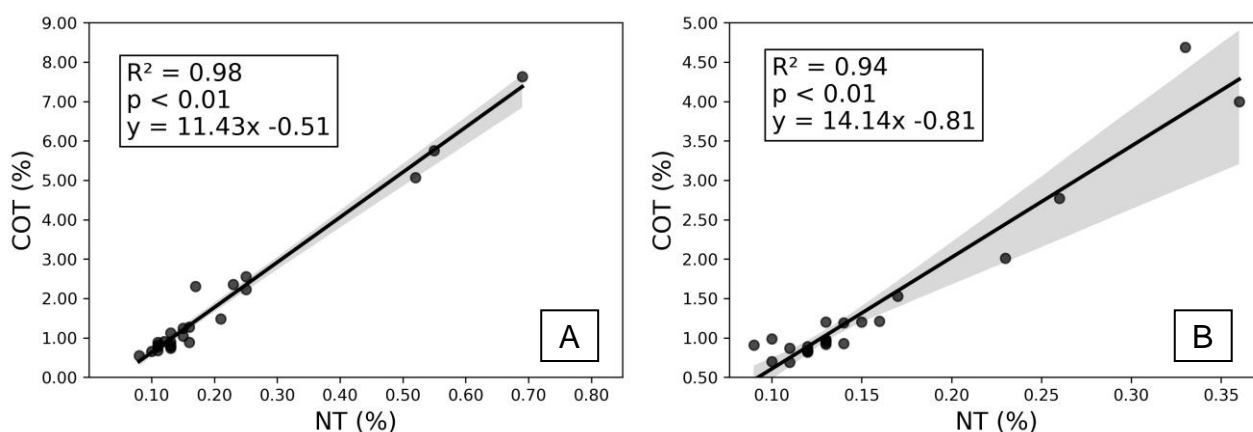 9.00
8.00
7.00
6.00
5.00
4.00
3.00
2.00
1.00
0.00
COT (%)
R² = 0.98
p < 0.01
y = 11.43x -0.51
A
0.10 0.20 0.30 0.40 0.50 0.60 0.70 0.80
NT (%)
5.00
4.50
4.00
3.50
3.00
2.50
2.00
1.50
1.00
0.50
COT (%)
R² = 0.94
p < 0.01
y = 14.14x -0.81
B
0.10 0.15 0.20 0.25 0.30 0.35
NT (%)